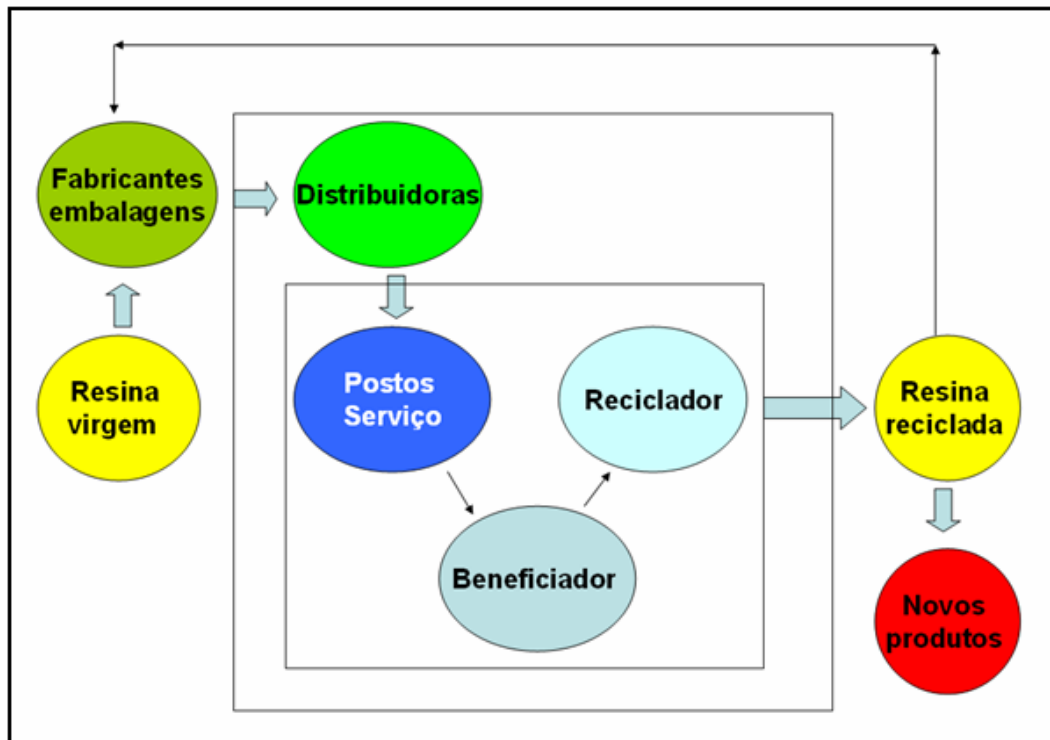 Fabricantes
embalagens
Distribuidoras
Resina
virgem
Postos
Serviço
Reciclador
Resina
reciclada
Beneficiador
Novos
produtos